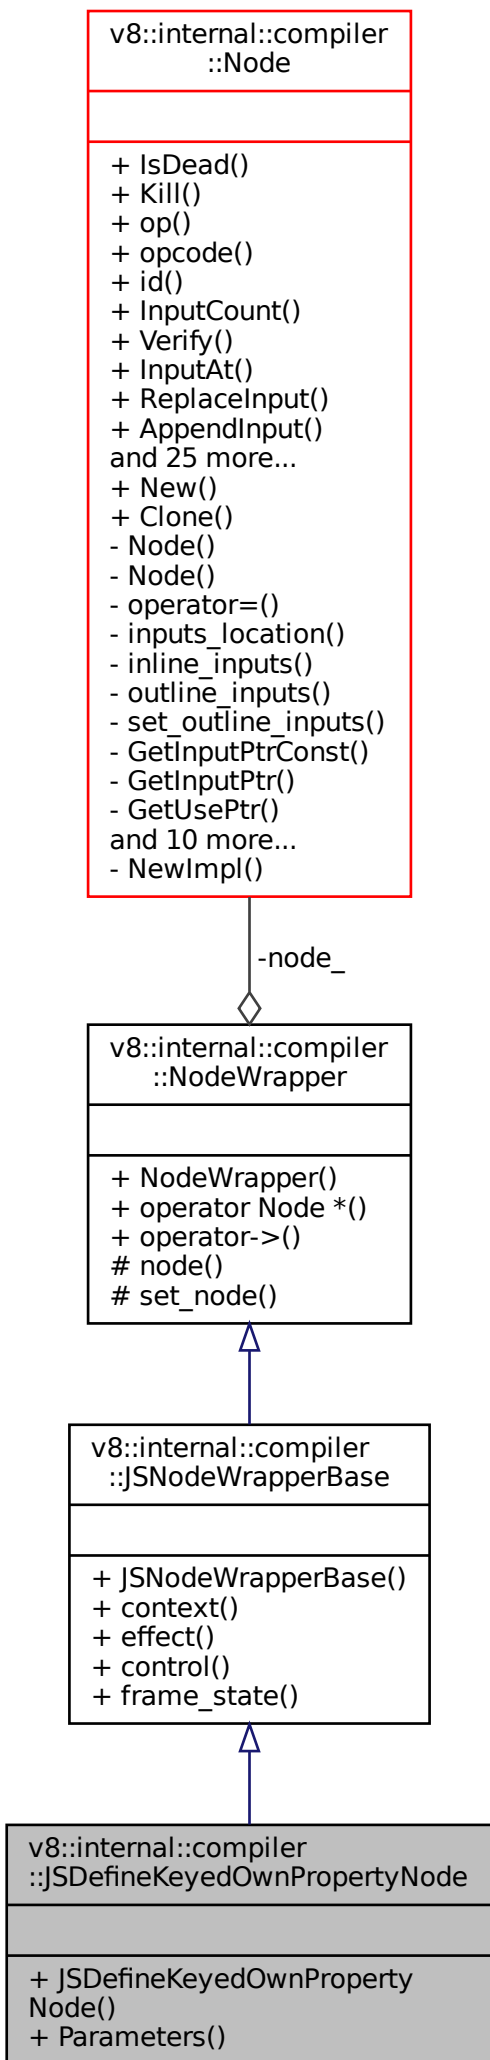 v8::internal::compiler
::Node
+ IsDead()
+ Kill()
+ op()
+ opcode()
+ id()
+ InputCount()
+ Verify()
+ InputAt()
+ ReplaceInput()
+ AppendInput()
and 25 more...
+ New()
+ Clone()
- Node()
- Node()
- operator=()
- inputs_location()
- inline_inputs()
- outline_inputs()
- set_outline_inputs()
- GetInputPtrConst()
- GetInputPtr()
- GetUsePtr()
and 10 more...
- NewImpl()
-node_
v8::internal::compiler
::NodeWrapper
+ NodeWrapper()
+ operator Node *()
+ operator->()
# node()
# set_node()
v8::internal::compiler
::JSNodeWrapperBase
+ JSNodeWrapperBase()
+ context()
+ effect()
+ control()
+ frame_state()
v8::internal::compiler
::JSDefineKeyedOwnPropertyNode
+ JSDefineKeyedOwnProperty
Node()
+ Parameters()